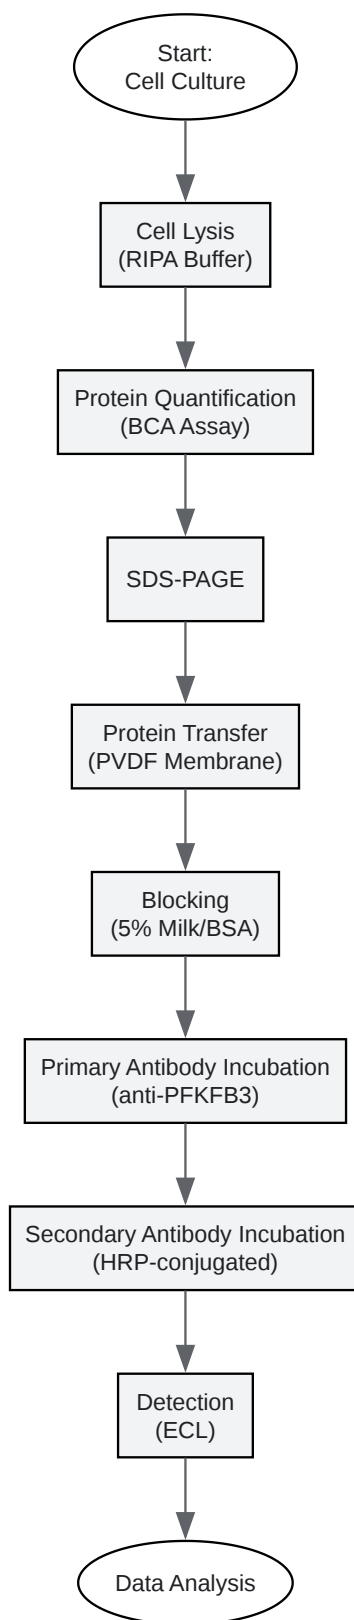 Start:
Cell Culture
Cell Lysis
(RIPA Buffer)
Protein Quantification
(BCA Assay)
SDS-PAGE
Protein Transfer
(PVDF Membrane)
Blocking
(5% Milk/BSA)
Primary Antibody Incubation
(anti-PFKFB3)
Secondary Antibody Incubation
(HRP-conjugated)
Detection
(ECL)
Data Analysis